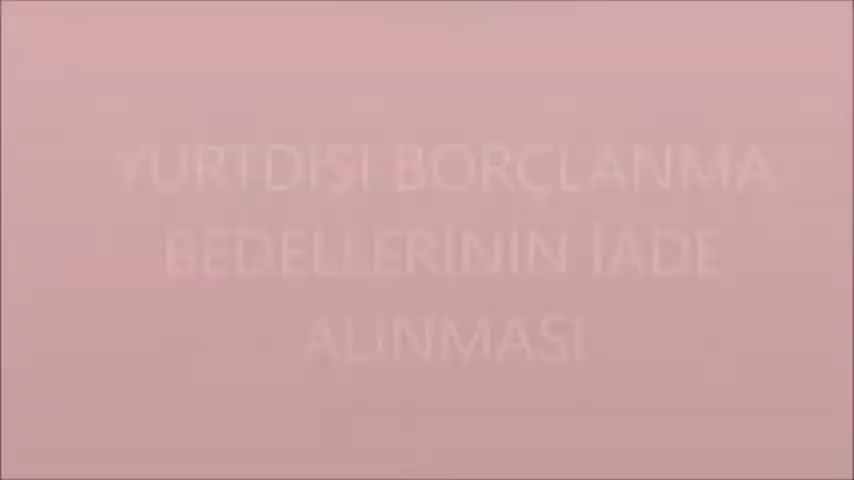 YURTDIŞI BORÇLANMA
BEDELLERİNİN İADE
ALINMASI